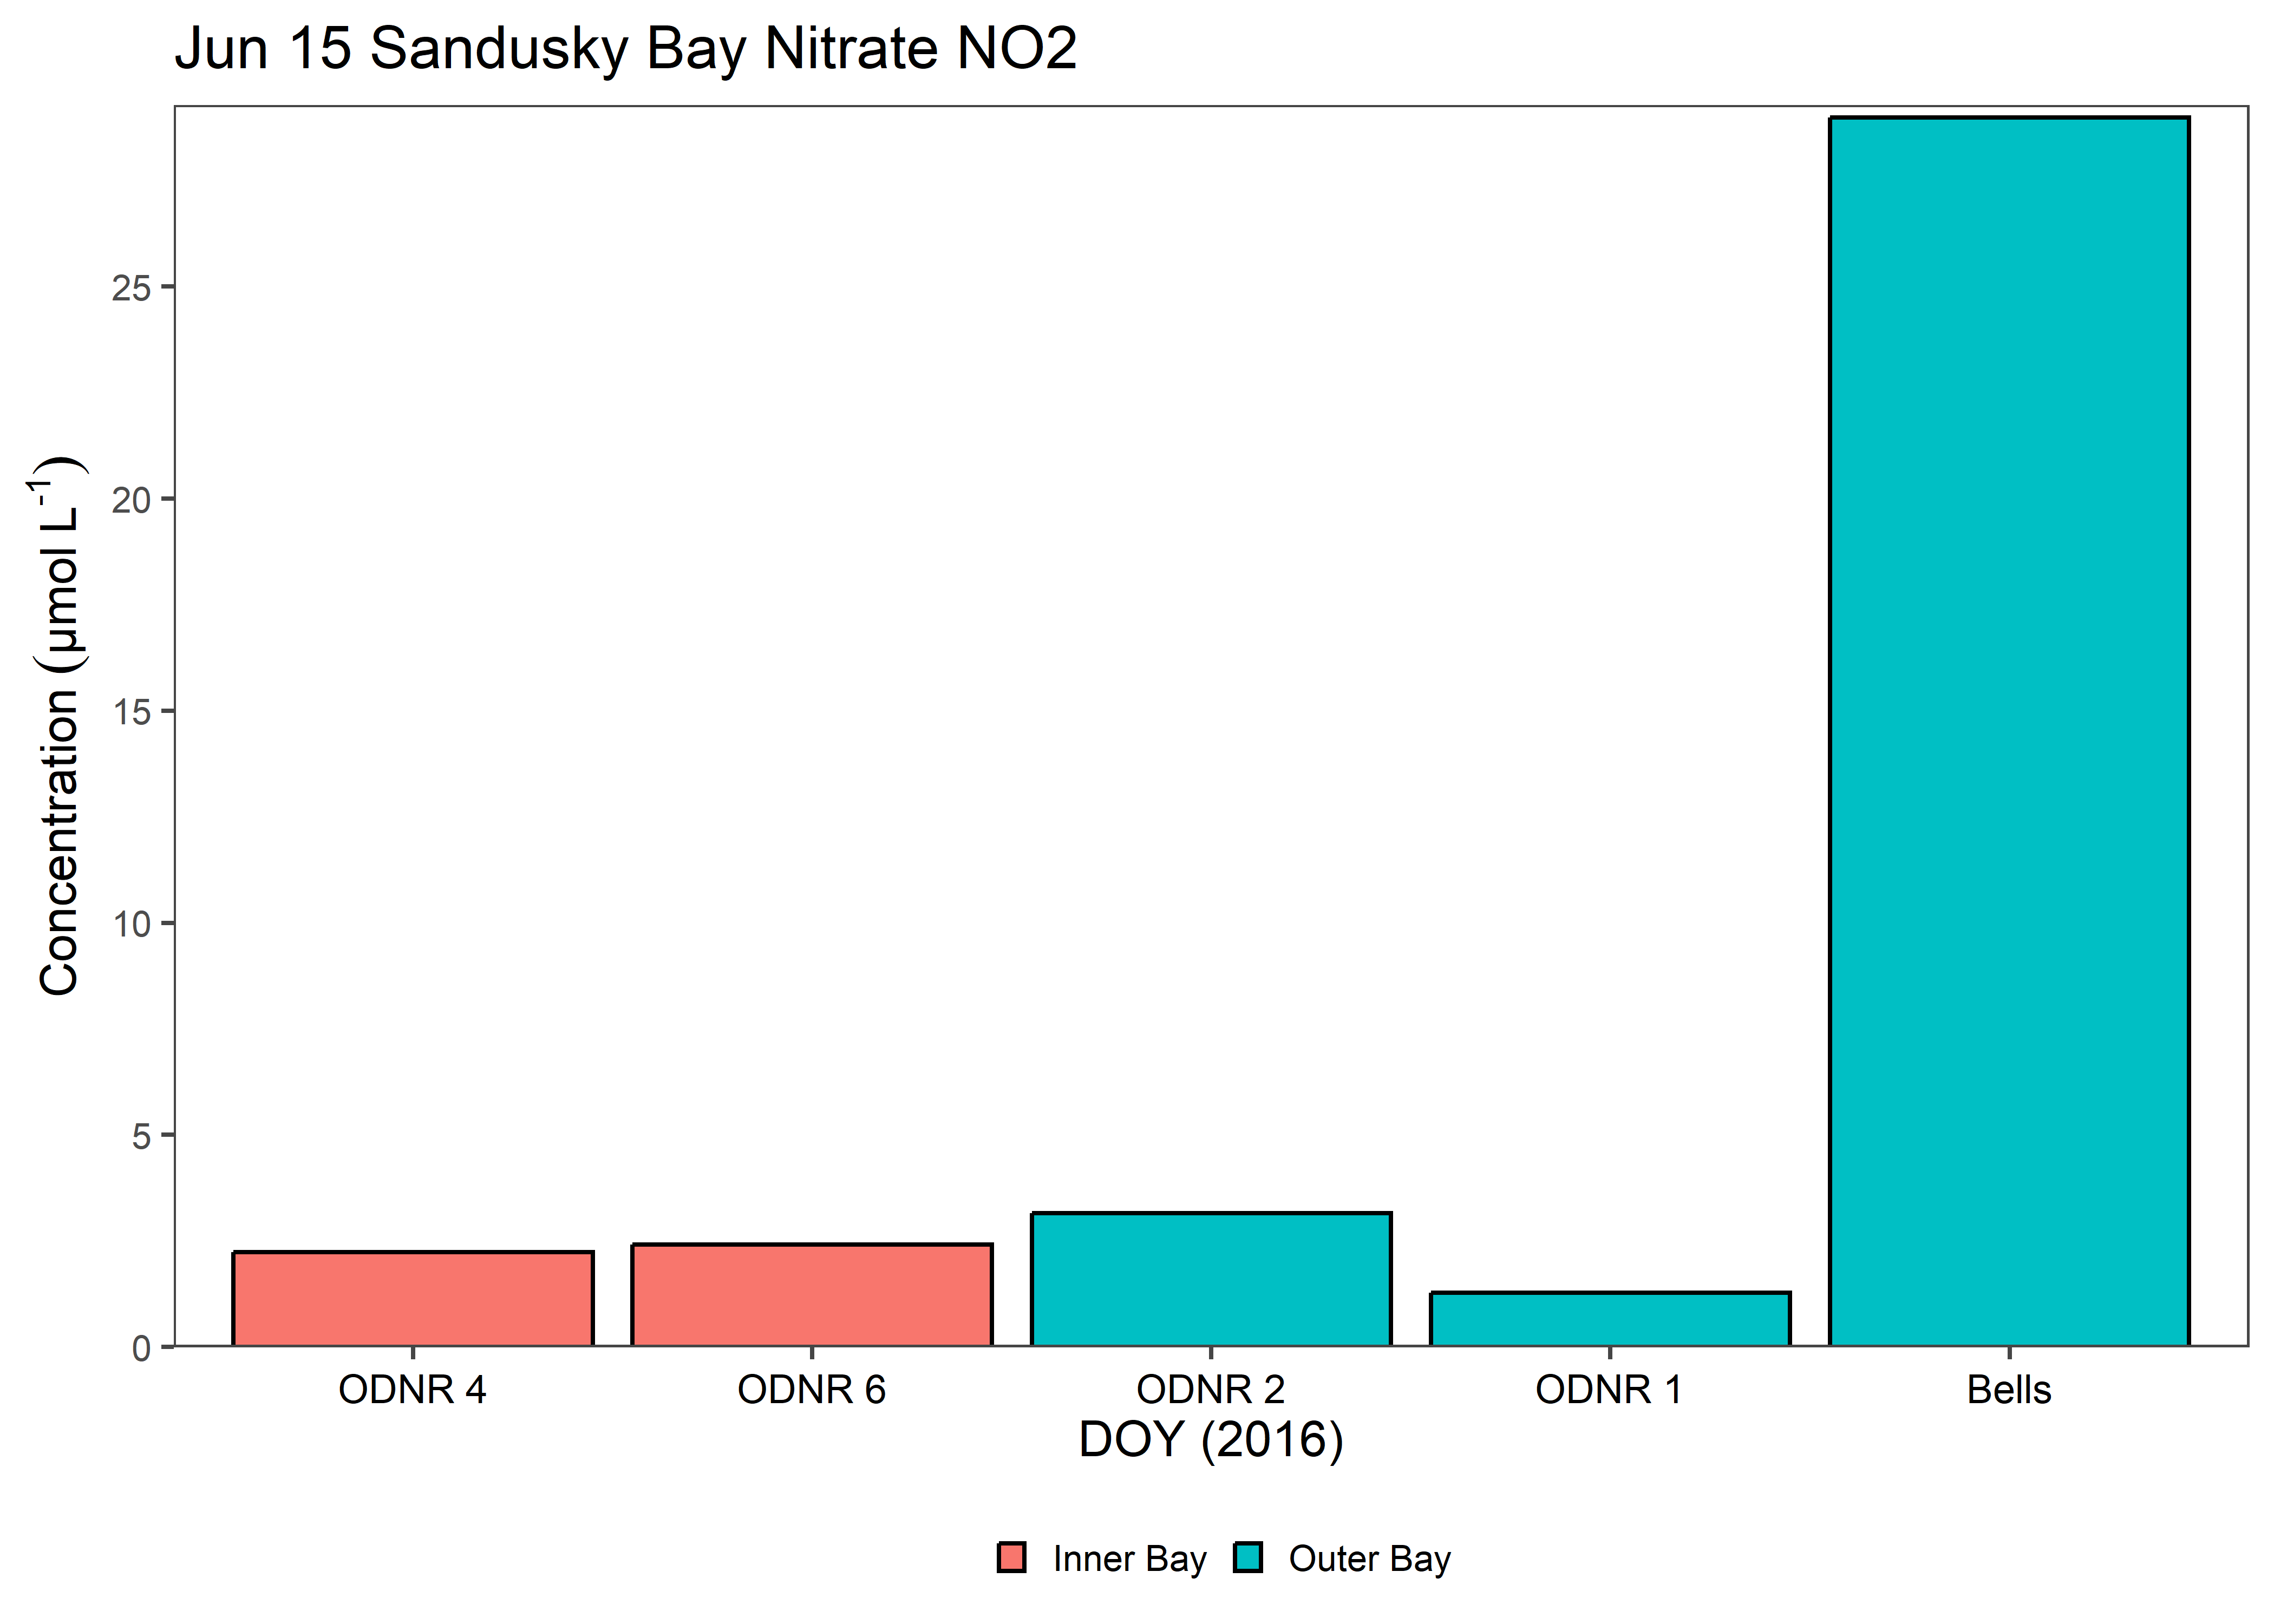 Jun 15 Sandusky Bay Nitrate NO2
Concentration (µmol L⁻¹)
25
20
15
10
5
0
ODNR 4 ODNR 6 ODNR 2 ODNR 1 Bells
DOY (2016)
Inner Bay Outer Bay